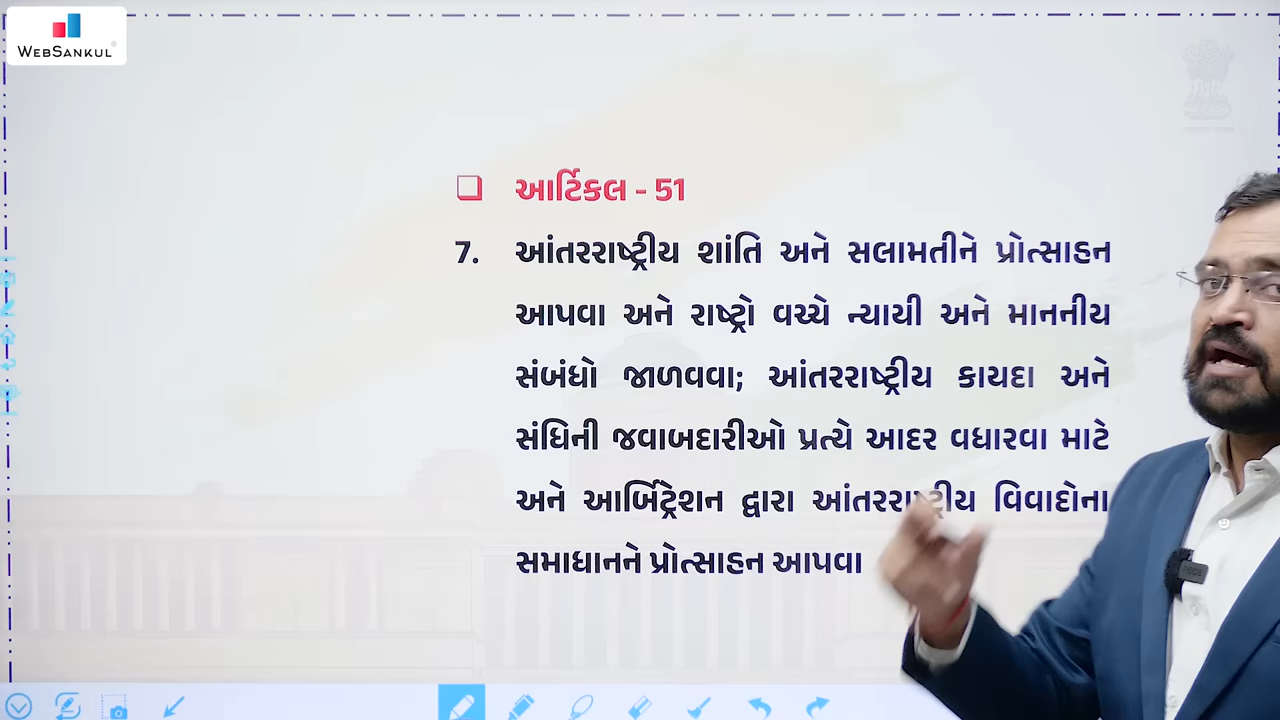 WEBSANKUL
આર્ટિકલ - 51
7. આંતરરાષ્ટ્રીય શાંતિ અને સલામતીને પ્રોત્સાહન
આપવા અને રાષ્ટ્રો વચ્ચે ન્યાયી અને માનનીય
સંબંધો જાળવવા; આંતરરાષ્ટ્રીય કાયદા અને
સંધિની જવાબદારીઓ પ્રત્યે આદર વધારવા માટે
અને આર્બિટ્રેશન દ્વારા આંતરરાષ્ટ્રીય વિવાદોના
સમાધાનને પ્રોત્સાહન આપવા